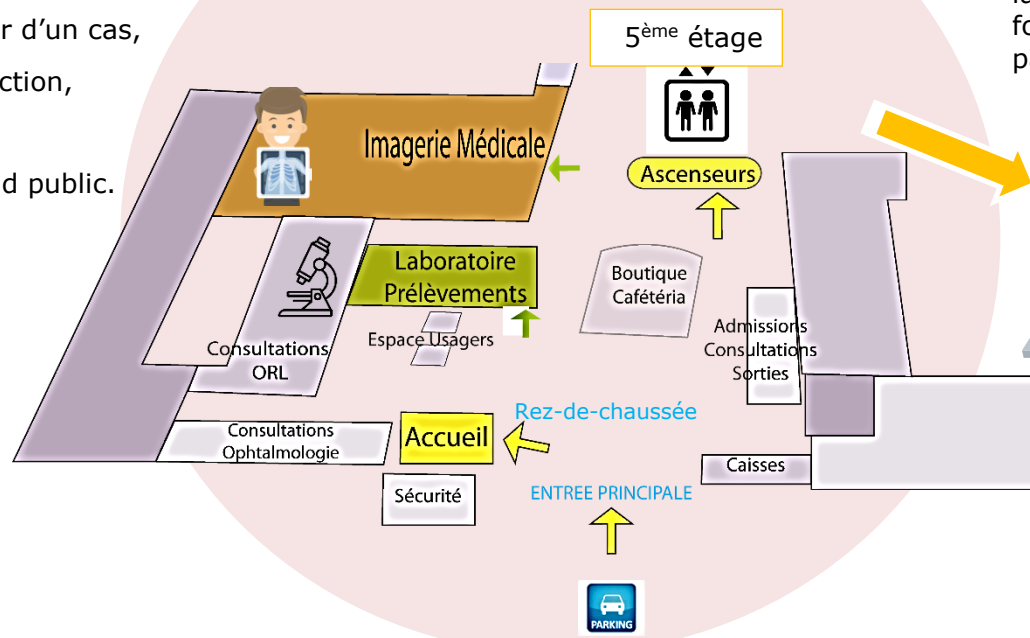 r d’un cas,
ction,
d public.
fo
p
5ème étage
Imagerie Médicale
Ascenseurs
Laboratoire
Prélèvements
Boutique
Cafétéria
Espace Usagers
Admissions
Consultations
Sorties
Consultations
ORL
Rez-de-chaussée
Accueil
Consultations
Ophtalmologie
Caisses
Sécurité
ENTREE PRINCIPALE
PARKING